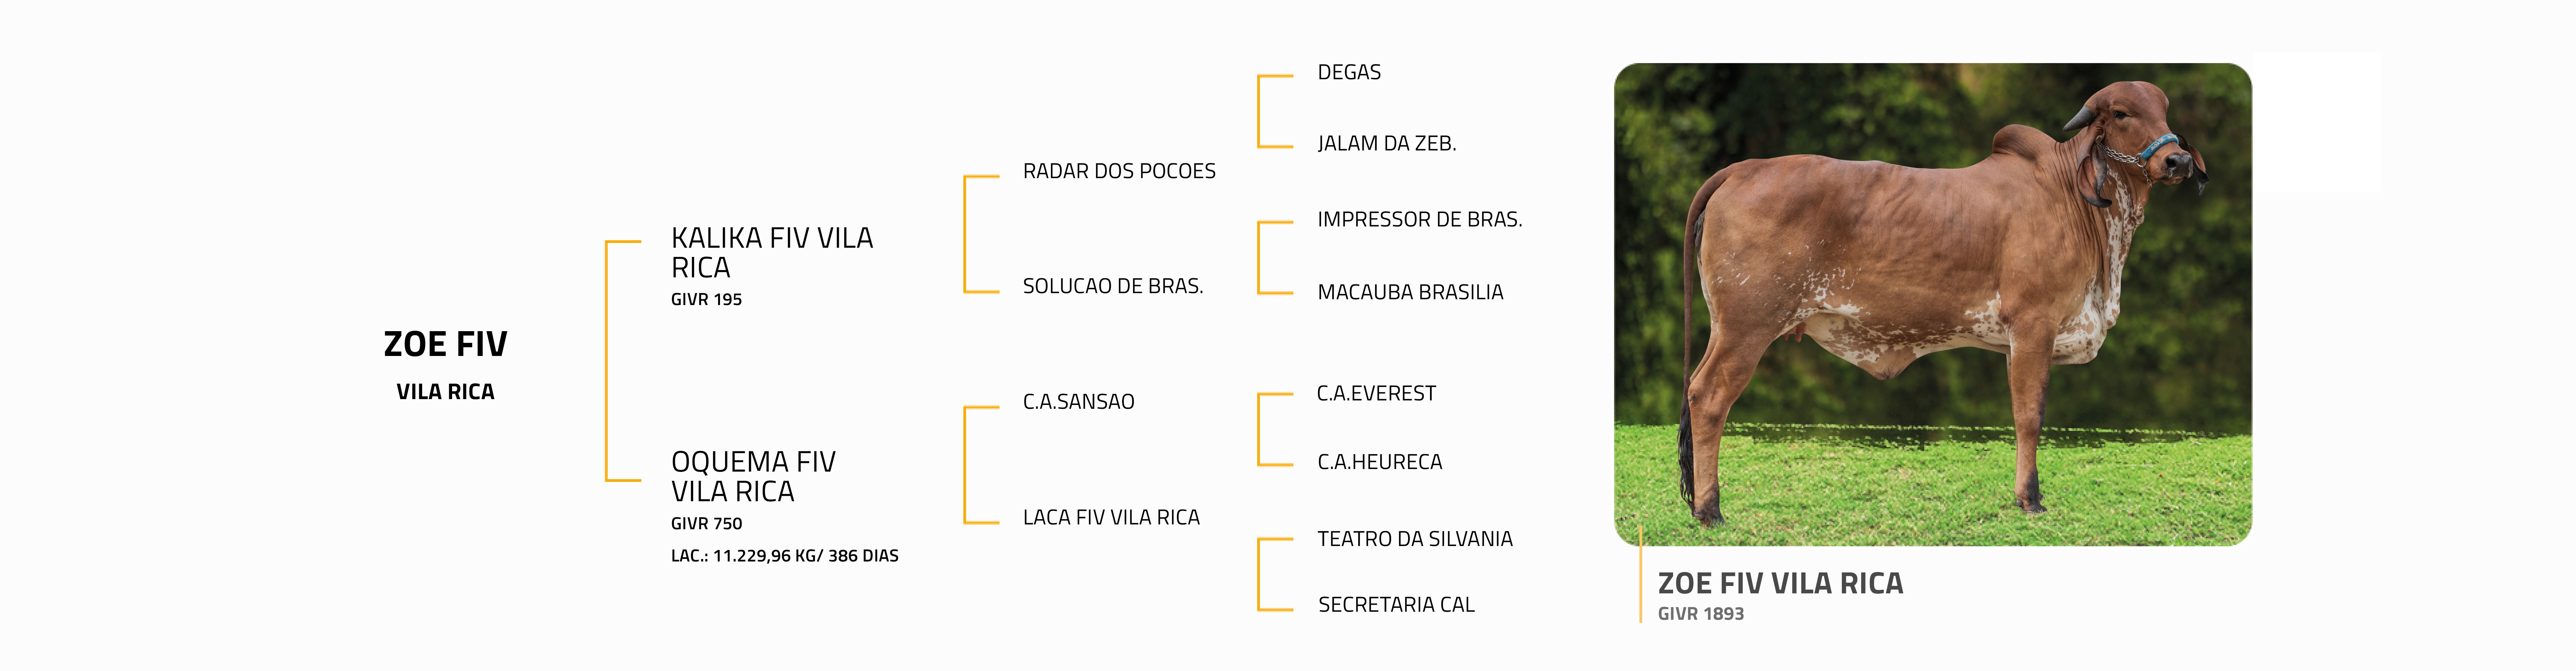 ZOE FIV
VILA RICA
KALIKA FIV VILA
RICA
GIVR 195
OQUEMA FIV
VILA RICA
GIVR 750
LAC.: 11.229,96 KG/ 386 DIAS
RADAR DOS POCOES
SOLUCAO DE BRAS.
C.A.SANSAO
LACA FIV VILA RICA
DEGAS
JALAM DA ZEB.
IMPRESSOR DE BRAS.
MACAUBA BRASILIA
C.A.EVEREST
C.A.HEURECA
TEATRO DA SILVANIA
SECRETARIA CAL
ZOE FIV VILA RICA
GIVR 1893